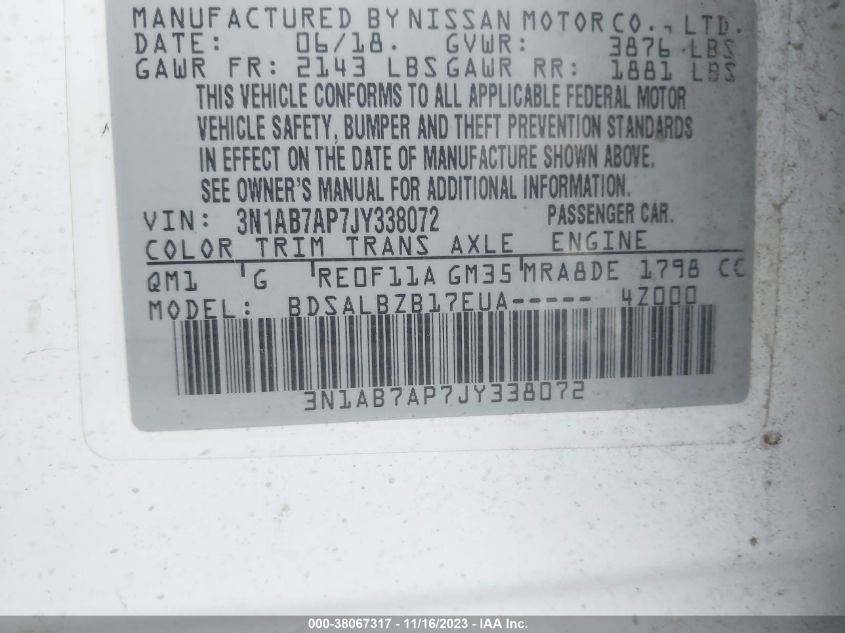 MANUFACTURED BY NISSAN MOTOR CO., LTD.
DATE: 06/18. GVWR: 3876 LBS
GAWR FR: 2143 LBS GAWR RR: 1881 LBS
THIS VEHICLE CONFORMS TO ALL APPLICABLE FEDERAL MOTOR
VEHICLE SAFETY, BUMPER AND THEFT PREVENTION STANDARDS
IN EFFECT ON THE DATE OF MANUFACTURE SHOWN ABOVE.
SEE OWNER'S MANUAL FOR ADDITIONAL INFORMATION.
VIN: 3N1AB7AP7JY338072 PASSENGER CAR.
COLOR TRIM TRANS AXLE ENGINE
QM1 G RE0F11A GM35 MRA8DE 1798 CC
MODEL: BDSALBZB17EUA----- 4Z000
3N1AB7AP7JY338072
000-38067317 - 11/16/2023 - IAA Inc.